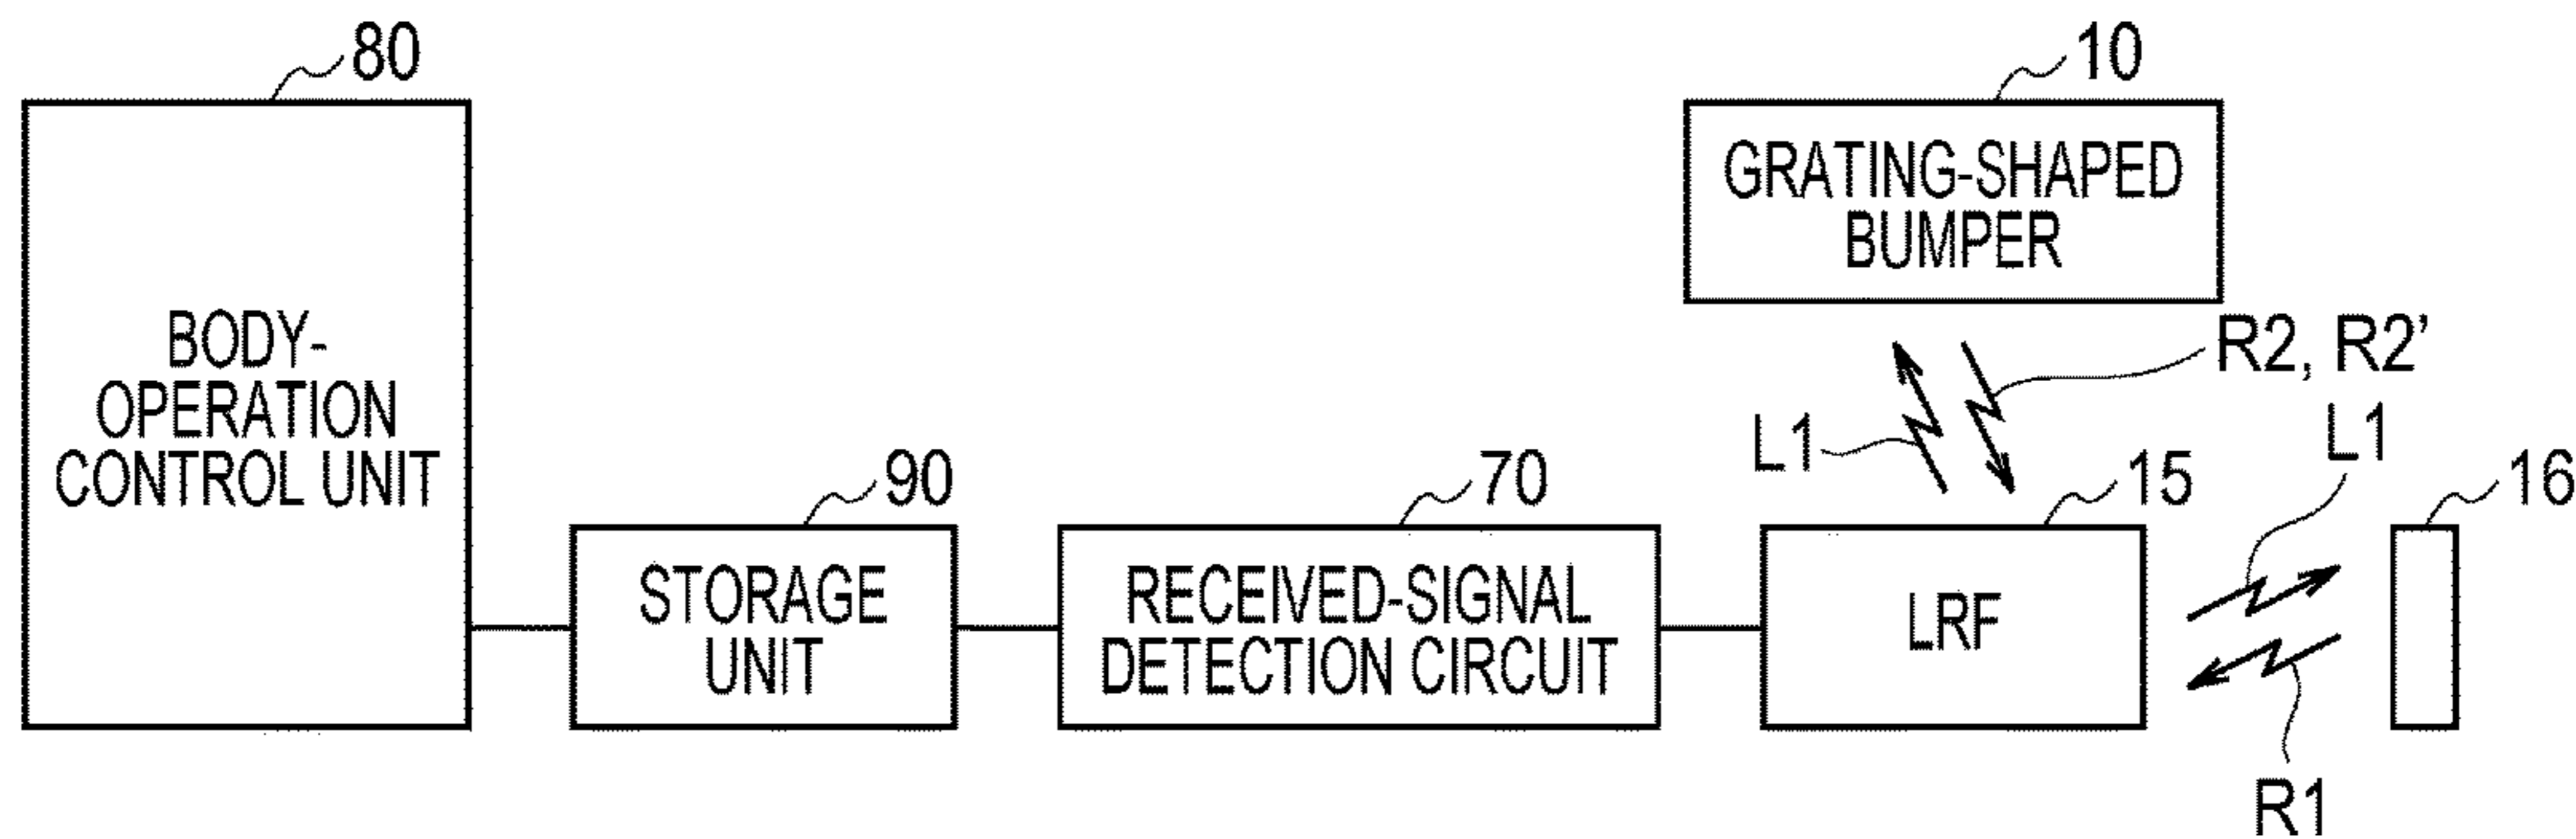 80
10
GRATING-SHAPED
BUMPER
BODY-
OPERATION
CONTROL UNIT
R2, R2’
L1
L1
90
70
15
16
STORAGE
UNIT
RECEIVED-SIGNAL
DETECTION CIRCUIT
LRF
R1